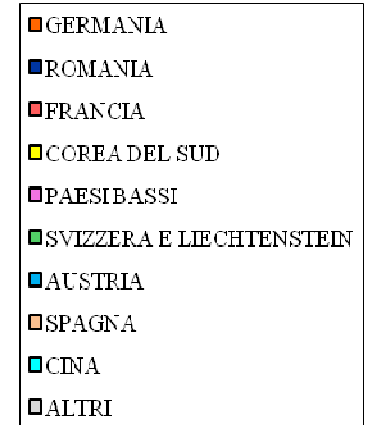 GERMANIA
ROMANIA
FRANCIA
COREA DEL SUD
PAESI BASSI
SVIZZERA E LIECHTENSTEIN
AUSTRIA
SPAGNA
CINA
ALTRI